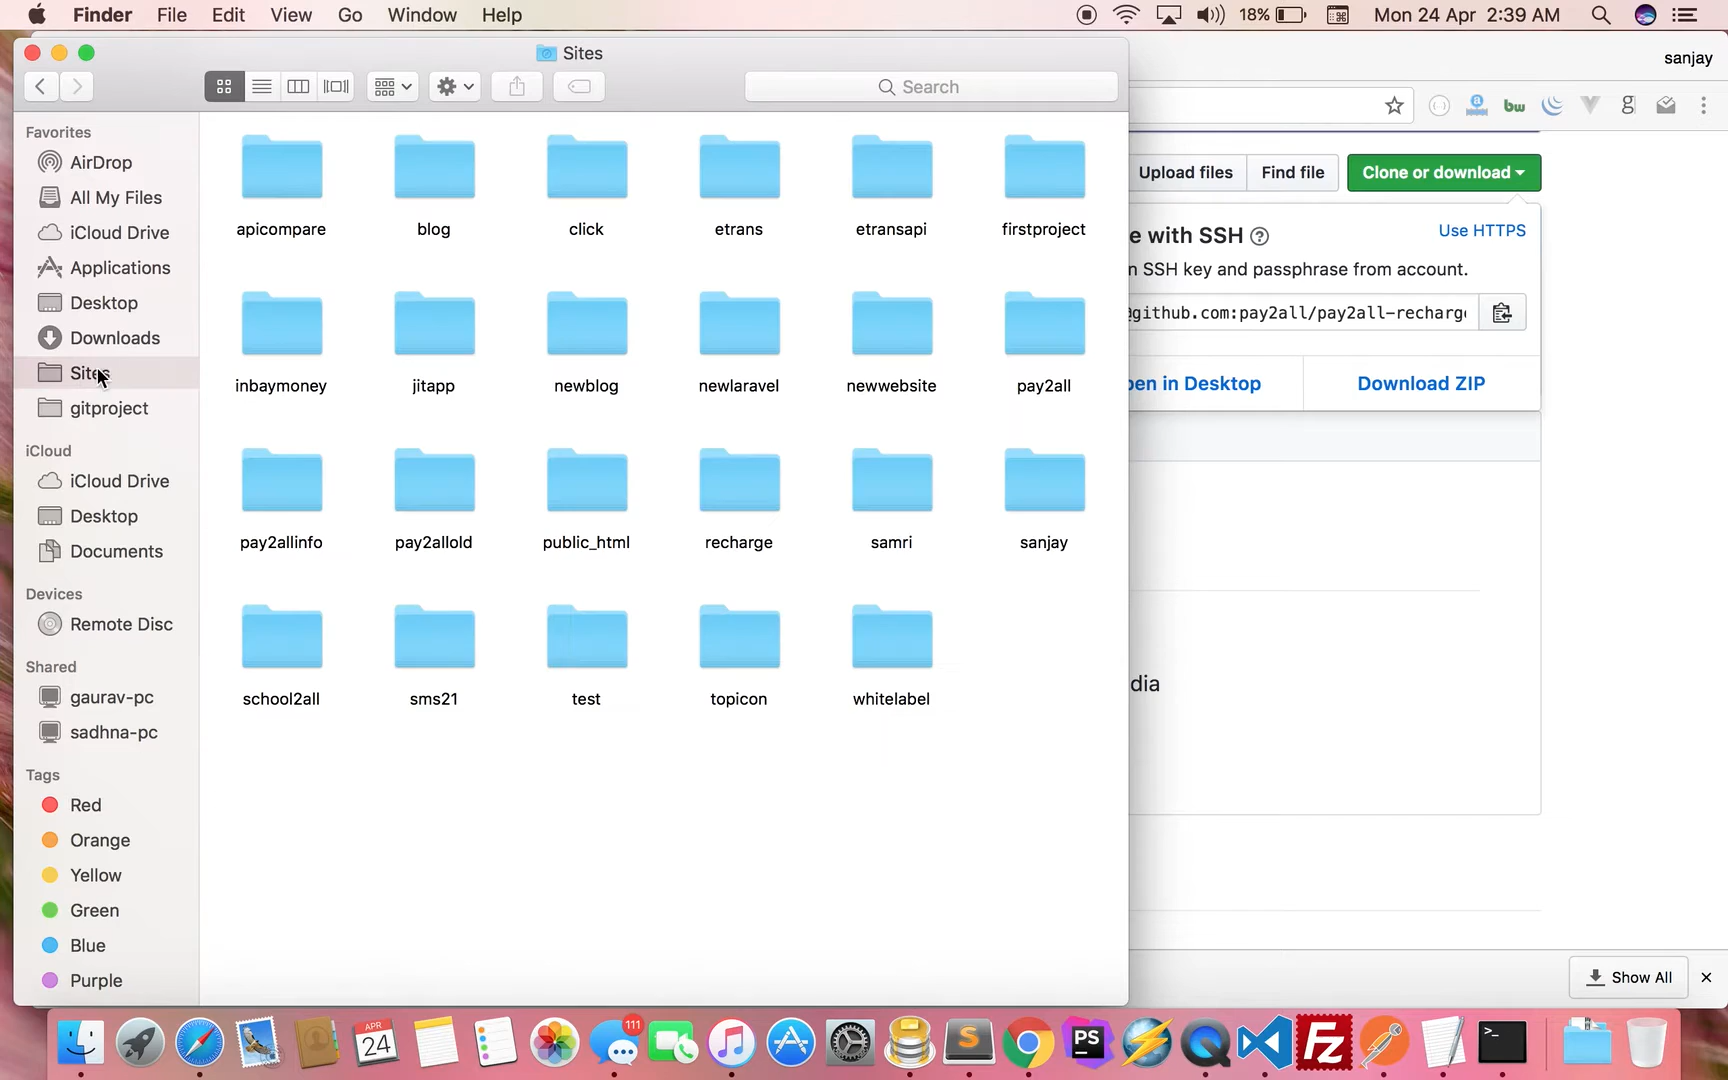 Finder File Edit View Go Window Help 18% Mon 24 Apr 2:39 AM
Sites
sanjay
Search
bw
g
Favorites
AirDrop
All My Files
iCloud Drive
Applications
Desktop
Downloads
Sites
gitproject
iCloud
iCloud Drive
Desktop
Documents
Devices
Remote Disc
Shared
gaurav-pc
sadhna-pc
Tags
Red
Orange
Yellow
Green
Blue
Purple
apicompare blog click etrans etransapi firstproject
inbaymoney jitapp newblog newlaravel newwebsite pay2all
pay2allinfo pay2allold public_html recharge samri sanjay
school2all sms21 test topicon whitelabel
Upload files Find file Clone or download
e with SSH ? Use HTTPS
n SSH key and passphrase from account.
@github.com:pay2all/pay2all-recharg
pen in Desktop Download ZIP
dia
Show All
APR
24
111
S
PS
Fz
>_